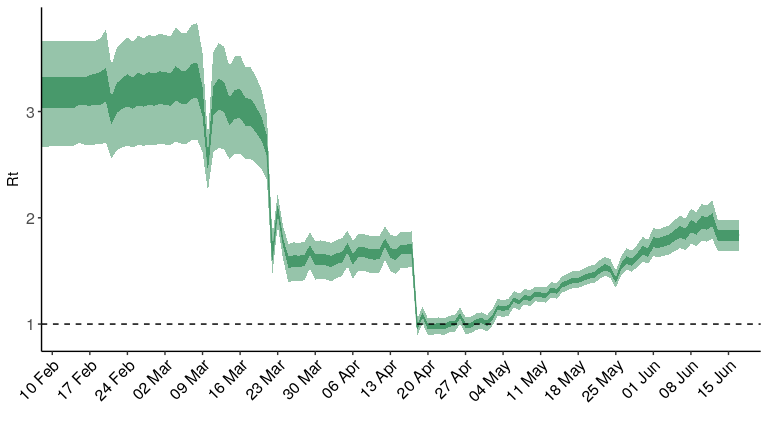 Rt
3
2
1
10 Feb
17 Feb
24 Feb
02 Mar
09 Mar
16 Mar
23 Mar
30 Mar
06 Apr
13 Apr
20 Apr
27 Apr
04 May
11 May
18 May
25 May
01 Jun
08 Jun
15 Jun